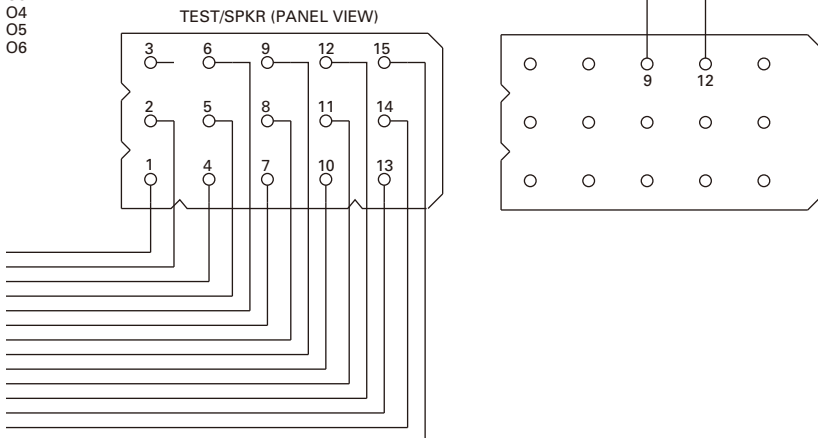 O4
O5
O6
TEST/SPKR (PANEL VIEW)
3 6 9 12 15
2 5 8 11 14
1 4 7 10 13
9 12